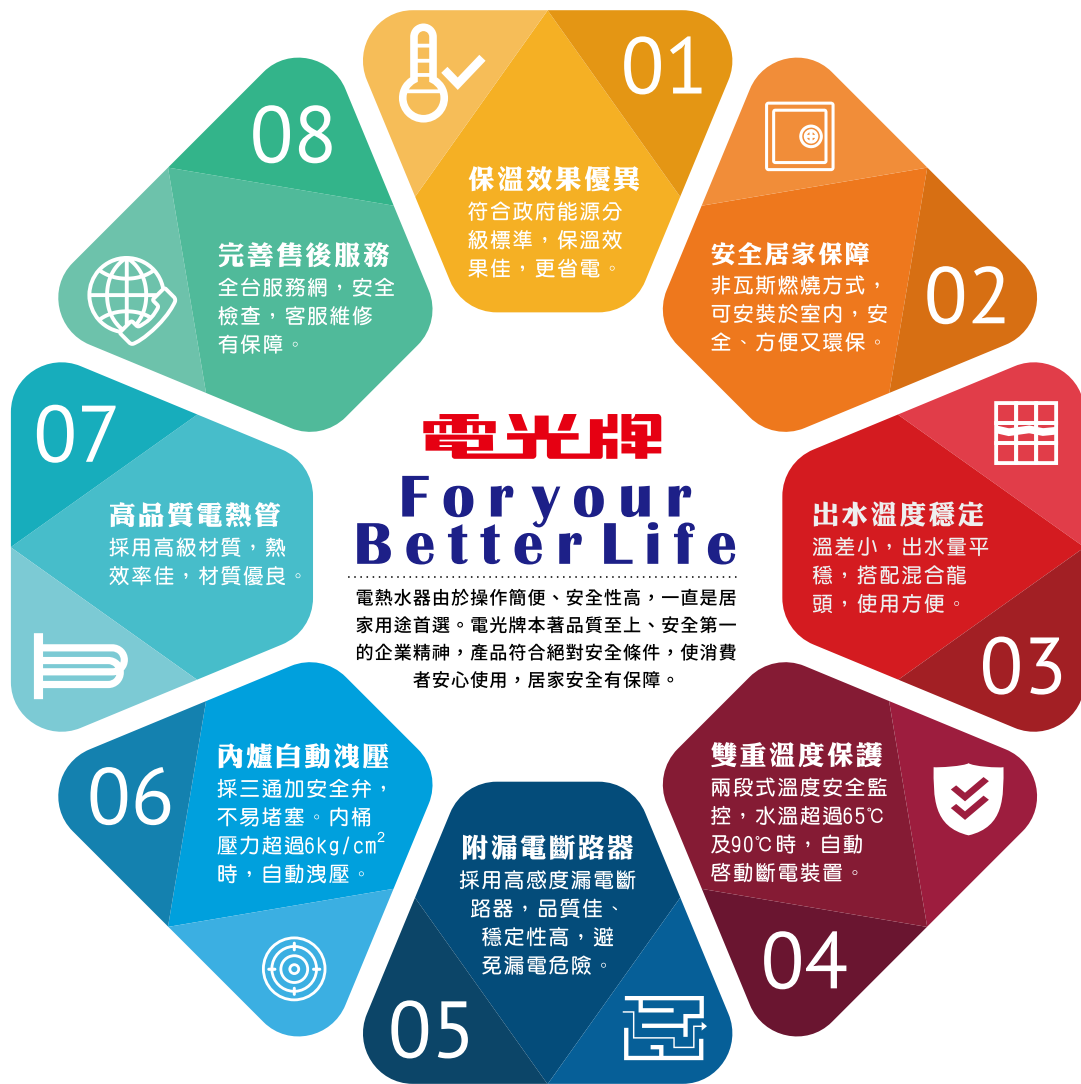 01
保溫效果優異
符合政府能源分
級標準，保溫效
果佳，更省電。
02
安全居家保障
非瓦斯燃燒方式，
可安裝於室內，安
全、方便又環保。
03
出水溫度穩定
溫差小，出水量平
穩，搭配混合龍
頭，使用方便。
04
雙重溫度保護
兩段式溫度安全監
控，水溫超過65℃
及90℃時，自動
啓動斷電裝置。
05
附漏電斷路器
採用高感度漏電斷
路器，品質佳、
穩定性高，避
免漏電危險。
06
內爐自動洩壓
採三通加安全弁，
不易堵塞。內桶
壓力超過6Kg/cm²
時，自動洩壓。
07
高品質電熱管
採用高級材質，熱
效率佳，材質優良。
08
完善售後服務
全台服務網，安全
檢查，客服維修
有保障。
電光牌
For your
Better Life
電熱水器由於操作簡便、安全性高，一直是居
家用途首選。電光牌本著品質至上、安全第一
的企業精神，產品符合絕對安全條件，使消費
者安心使用，居家安全有保障。